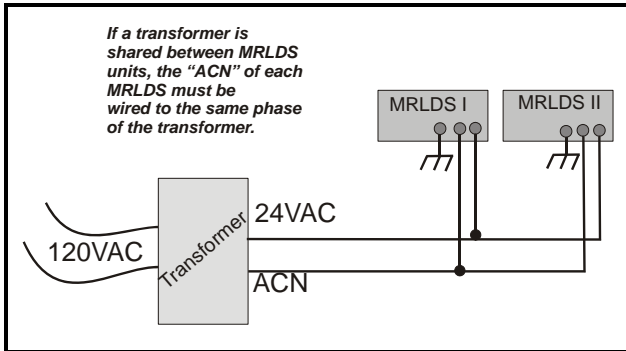 If a transformer is
shared between MRLDS
units, the “ACN” of each
MRLDS must be
wired to the same phase
of the transformer.
MRLDS I
MRLDS II
24VAC
120VAC
Transformer
ACN